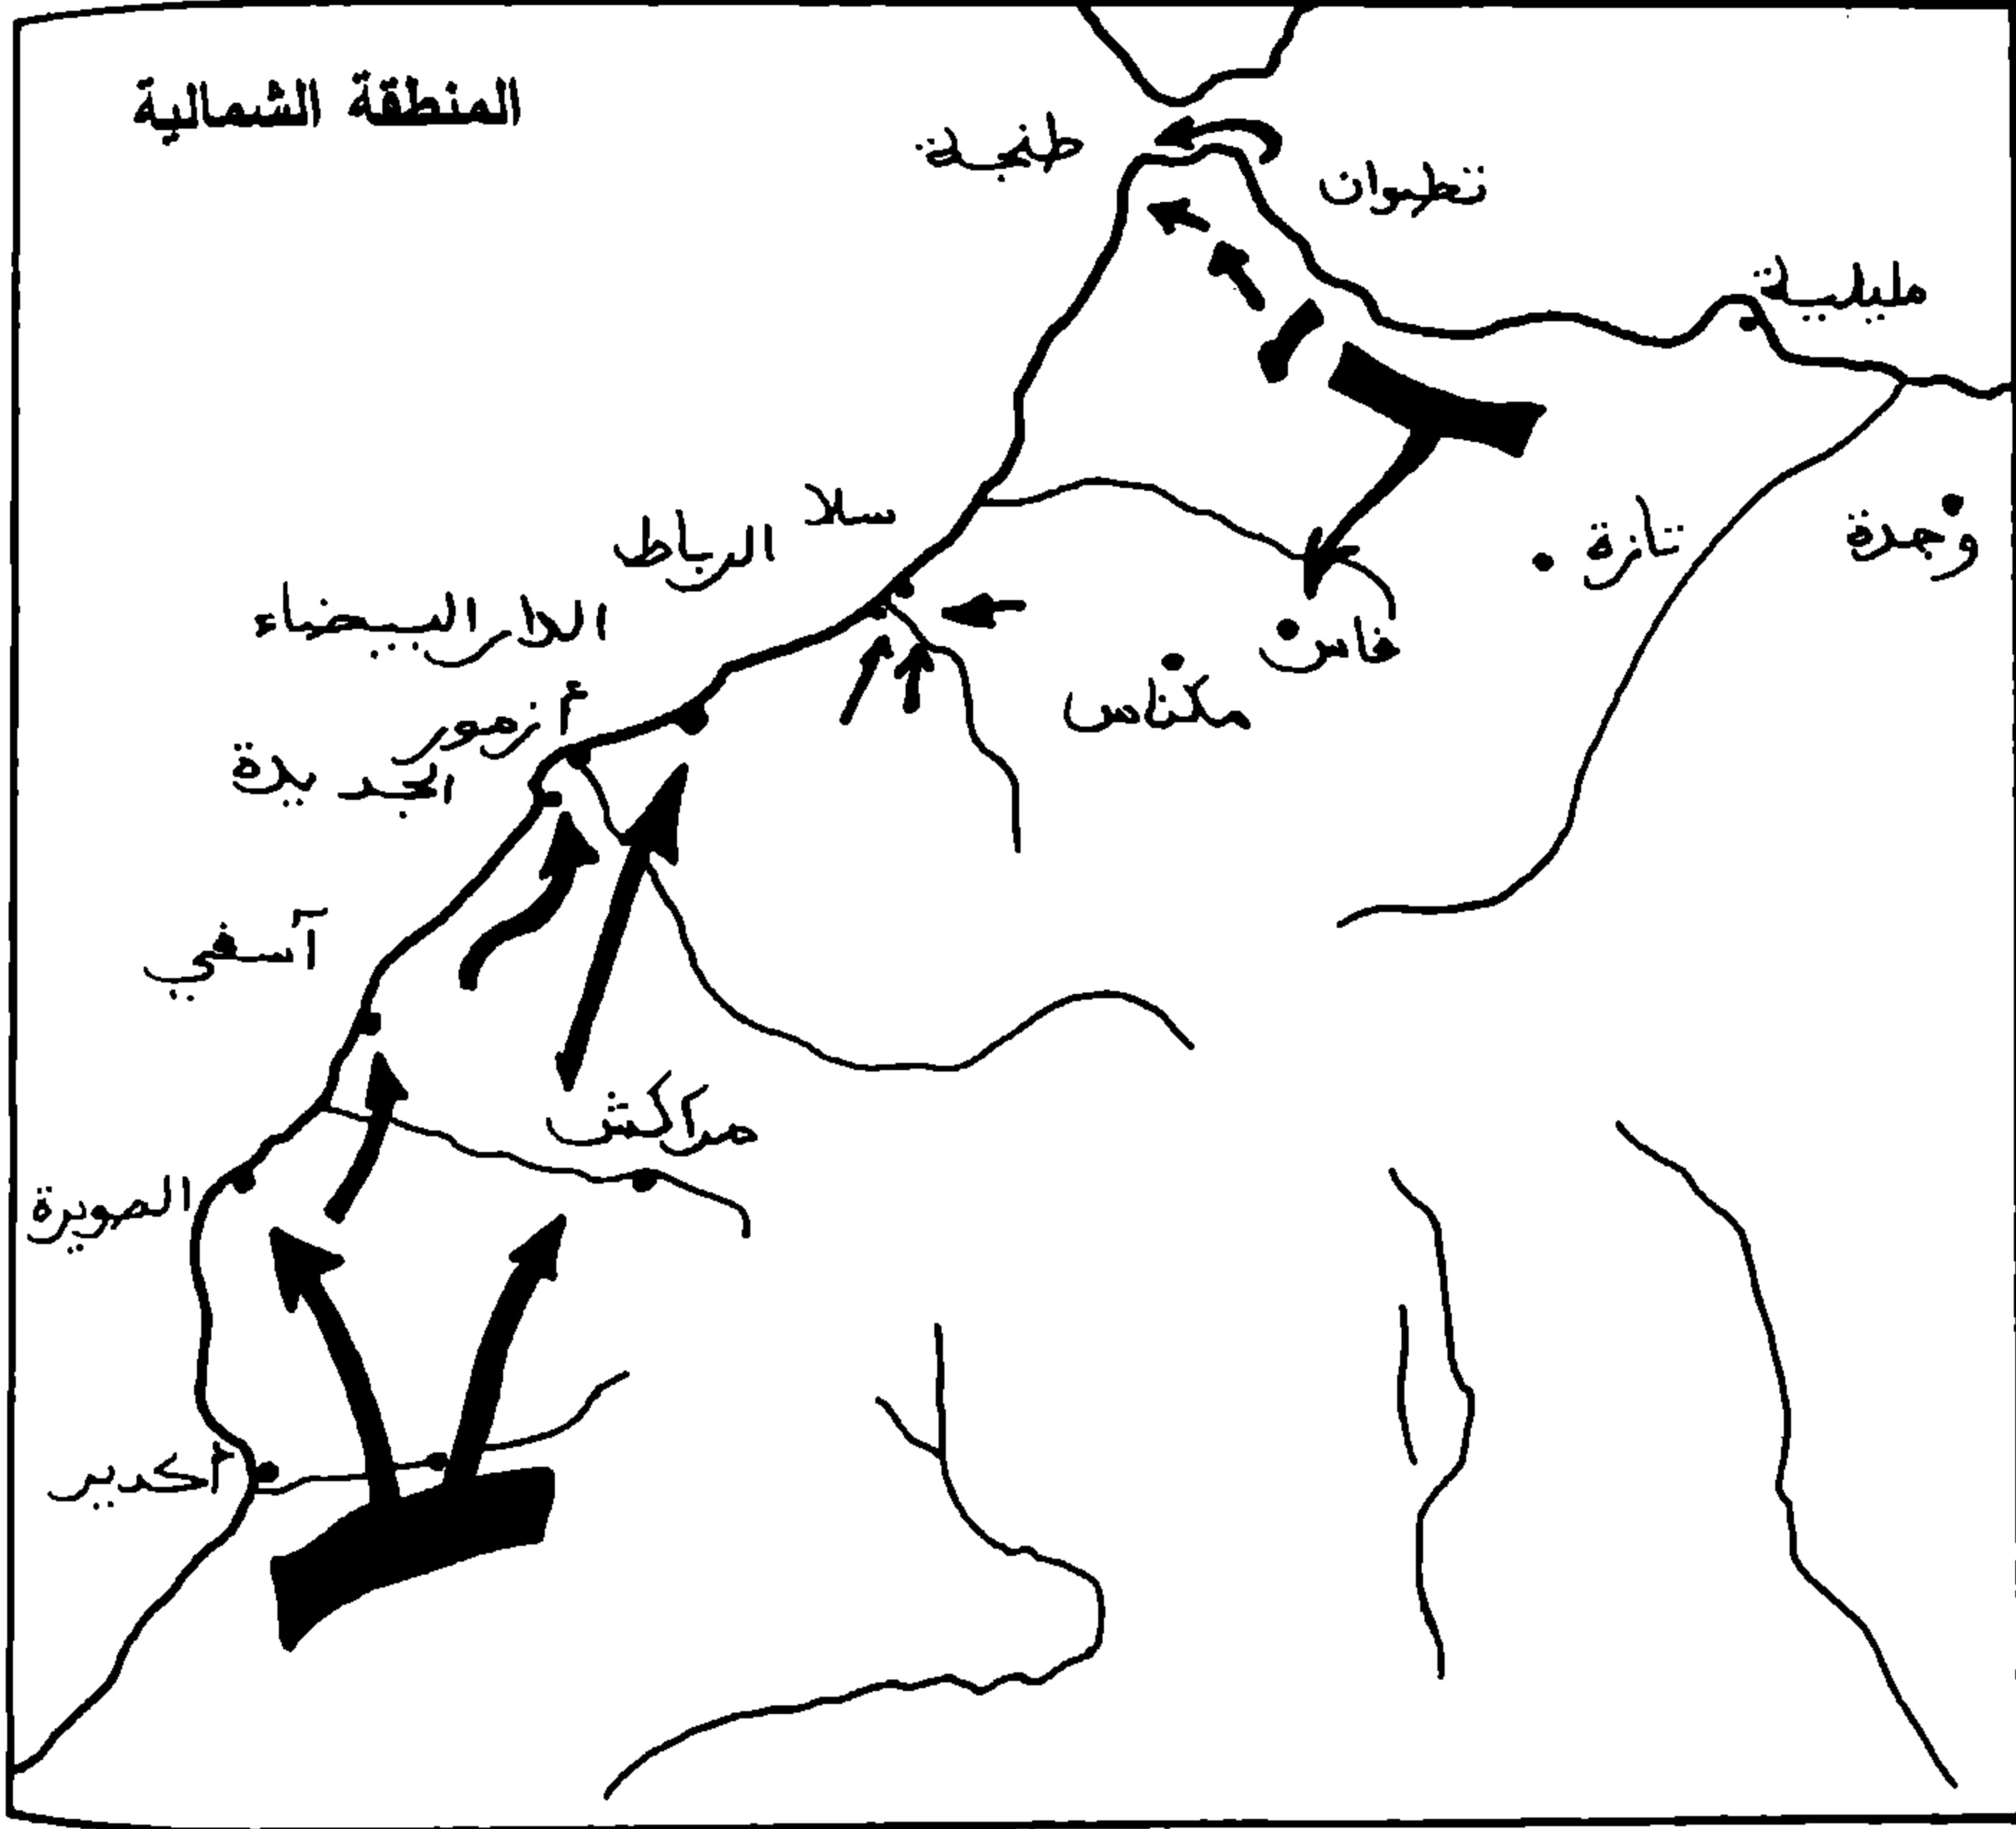 المنطقة الشمالية
طنجة
تطوان
مليلية
سلا
الرباط
وجدة
تازة
الدار البيضاء
فاس
مكناس
أزمور
الجديدة
آسفي
مراكش
الصويرة
أكدير